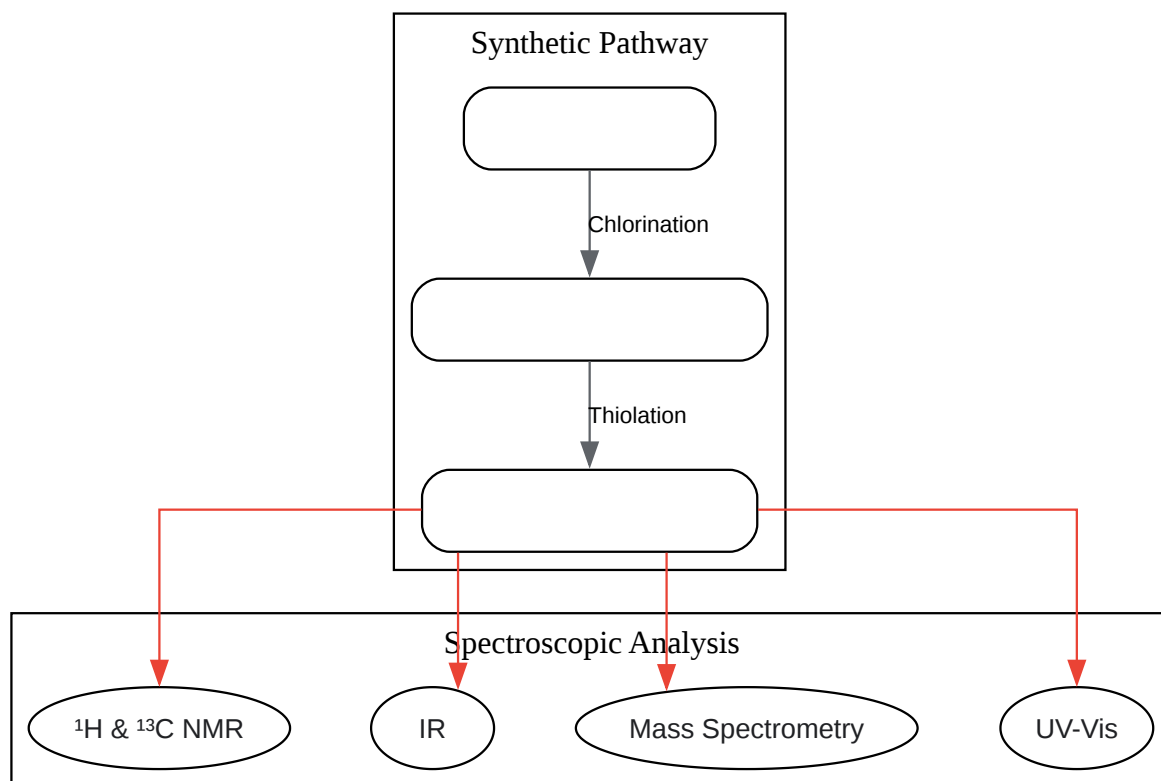 Synthetic Pathway
Chlorination
Thiolation
Spectroscopic Analysis
¹H & ¹³C NMR
IR
Mass Spectrometry
UV-Vis